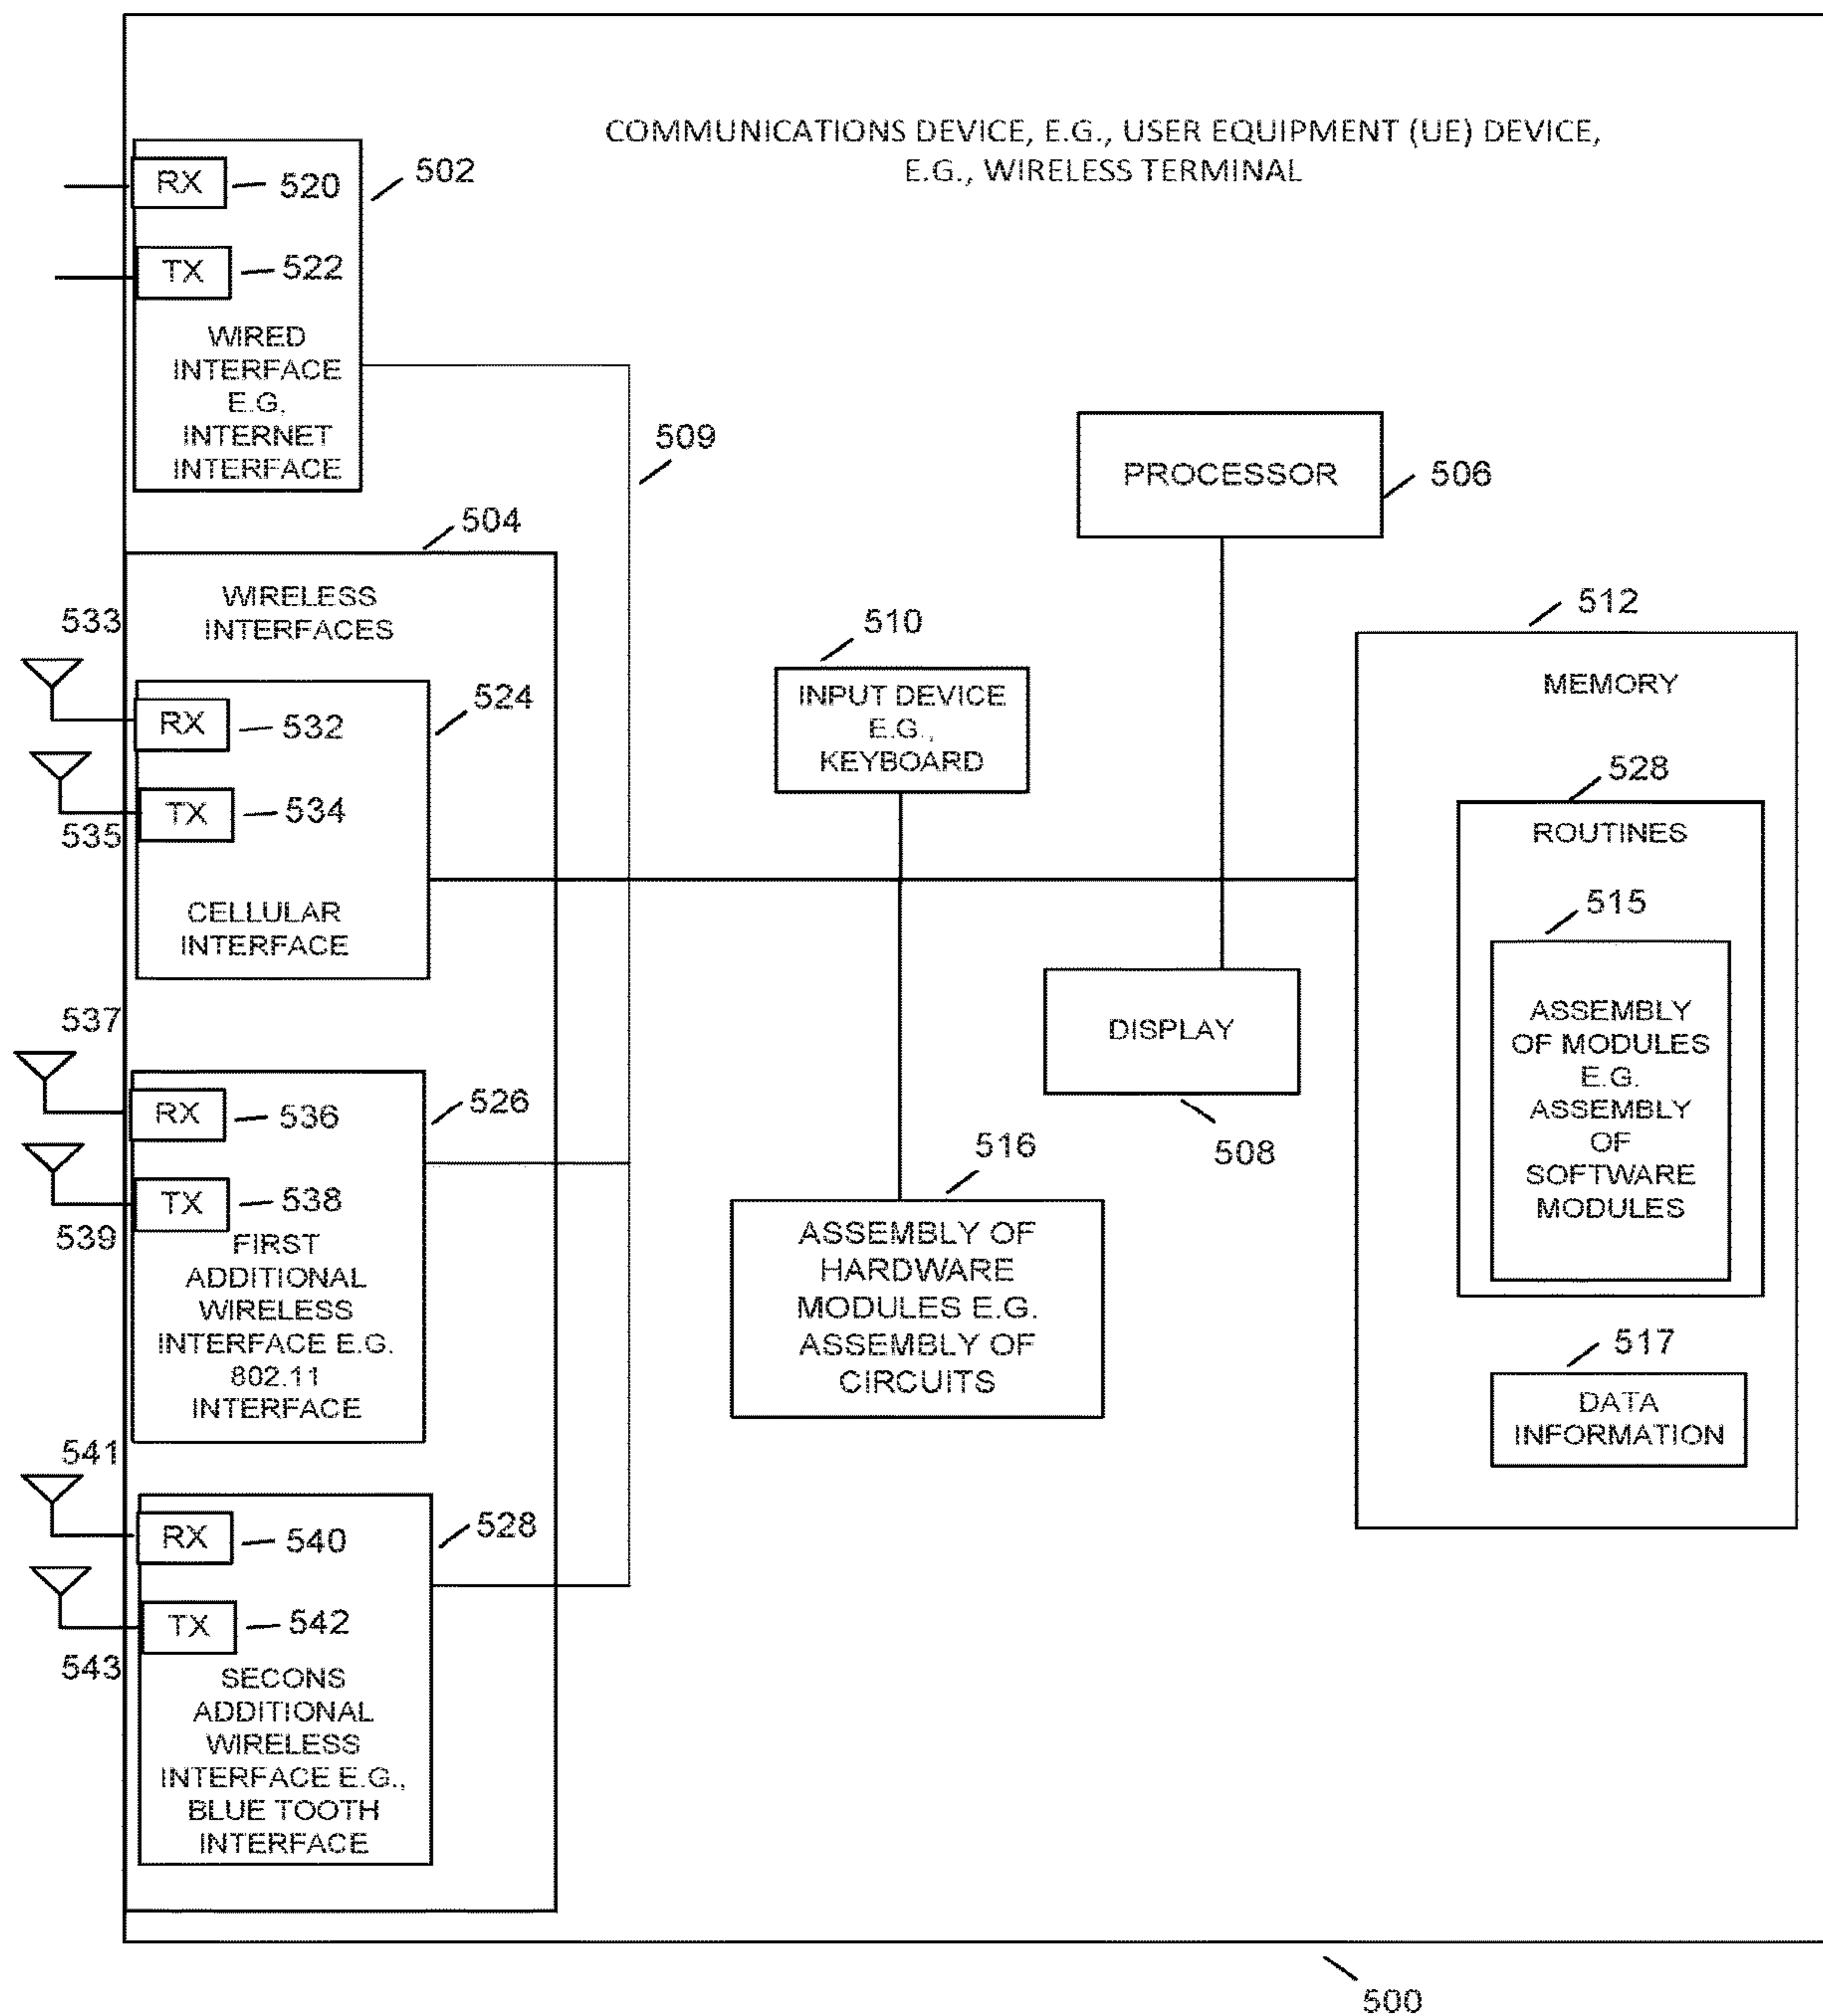 COMMUNICATIONS DEVICE, E.G., USER EQUIPMENT (UE) DEVICE,
E.G., WIRELESS TERMINAL
RX
520
502
TX
522
WIRED
INTERFACE
E.G,
INTERNET
INTERFACE
509
PROCESSOR
506
504
WIRELESS
INTERFACES
533
RX
532
524
TX
534
535
CELLULAR
INTERFACE
510
INPUT DEVICE
E.G.,
KEYBOARD
512
MEMORY
528
ROUTINES
515
ASSEMBLY
OF MODULES
E.G.
ASSEMBLY
OF
SOFTWARE
MODULES
517
DATA
INFORMATION
DISPLAY
508
516
ASSEMBLY OF
HARDWARE
MODULES E.G.
ASSEMBLY OF
CIRCUITS
537
RX
536
526
TX
538
539
FIRST
ADDITIONAL
WIRELESS
INTERFACE E.G.
802.11
INTERFACE
541
RX
540
528
TX
542
543
SECONS
ADDITIONAL
WIRELESS
INTERFACE E.G.,
BLUE TOOTH
INTERFACE
500